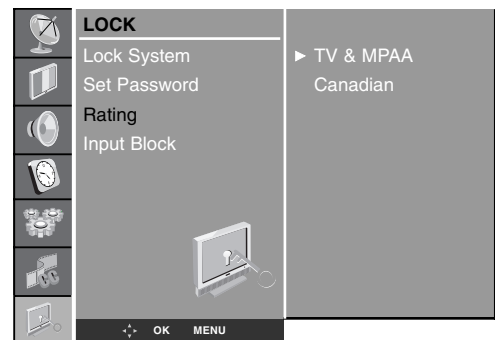 LOCK
Lock System
Set Password
Rating
Input Block
► TV & MPAA
Canadian
OK MENU